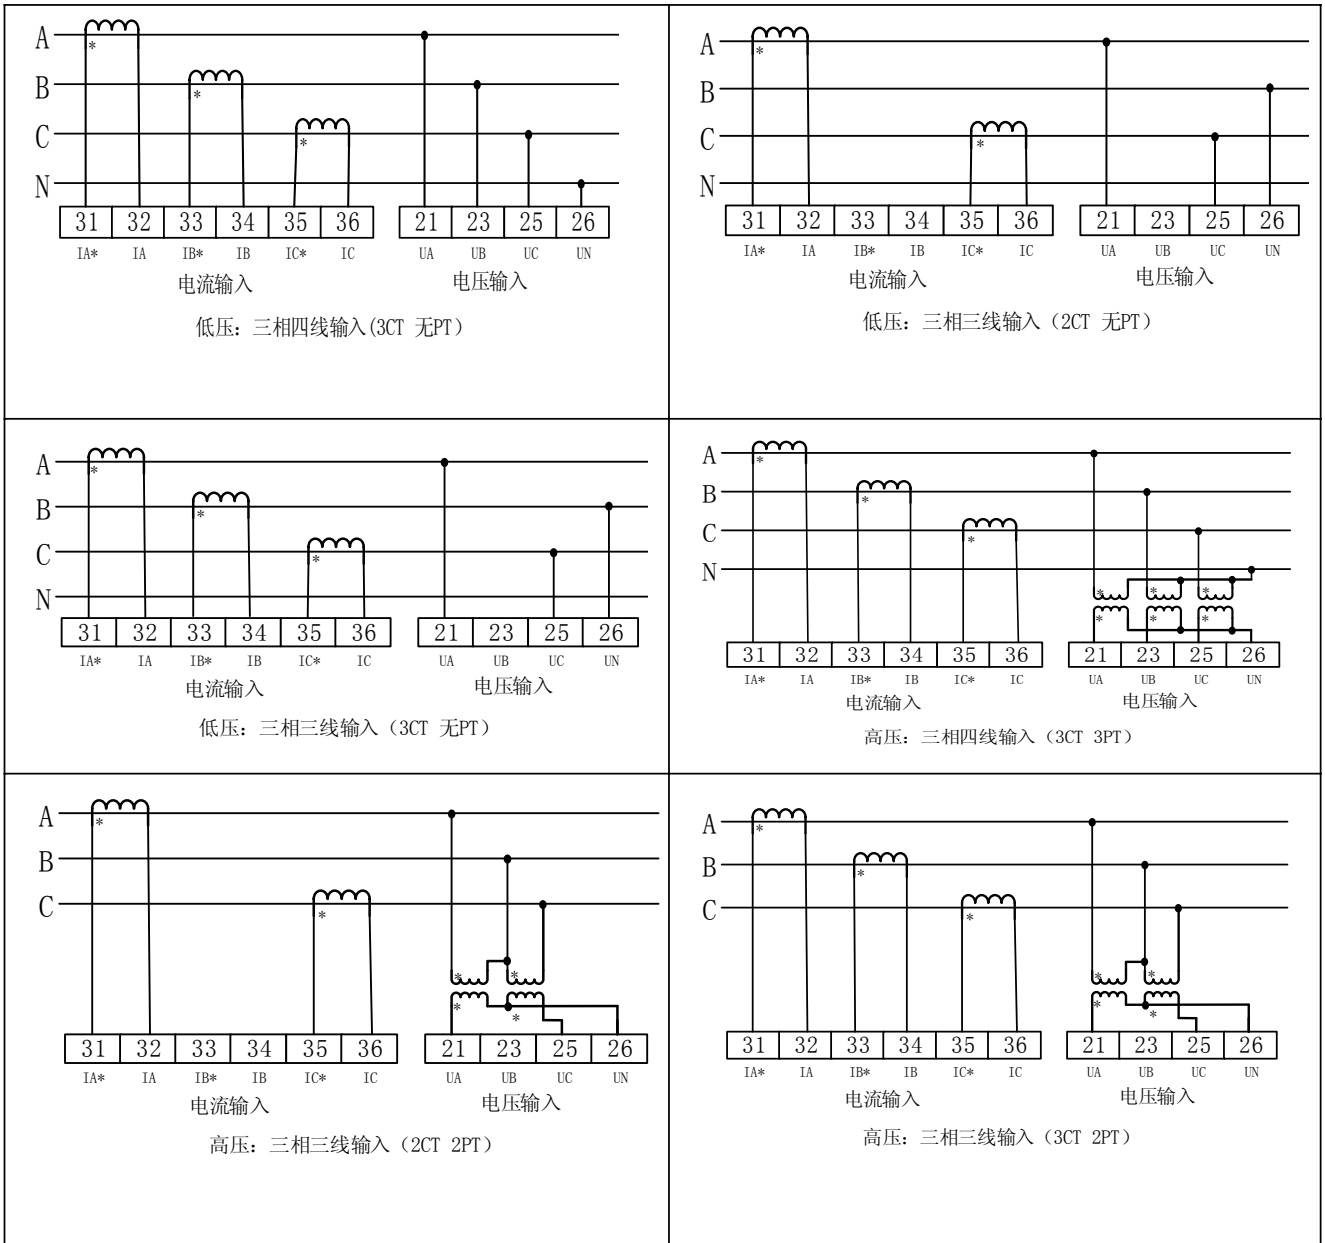 A
*
B
*
C
*
N
31 32 33 34 35 36 21 23 25 26
IA* IA IB* IB IC* IC UA UB UC UN
电流输入 电压输入
低压：三相四线输入(3CT 无PT)
A
*
B
C
*
N
31 32 33 34 35 36 21 23 25 26
IA* IA IB* IB IC* IC UA UB UC UN
电流输入 电压输入
低压：三相三线输入（2CT 无PT）
A
*
B
*
C
*
N
31 32 33 34 35 36 21 23 25 26
IA* IA IB* IB IC* IC UA UB UC UN
电流输入 电压输入
低压：三相三线输入（3CT 无PT）
A
*
B
*
C
*
N
* * *
* * *
31 32 33 34 35 36 21 23 25 26
IA* IA IB* IB IC* IC UA UB UC UN
电流输入 电压输入
高压：三相四线输入（3CT 3PT）
A
*
B
C
*
* *
* *
31 32 33 34 35 36 21 23 25 26
IA* IA IB* IB IC* IC UA UB UC UN
电流输入 电压输入
高压：三相三线输入（2CT 2PT）
A
*
B
*
C
*
* *
* *
31 32 33 34 35 36 21 23 25 26
IA* IA IB* IB IC* IC UA UB UC UN
电流输入 电压输入
高压：三相三线输入（3CT 2PT）